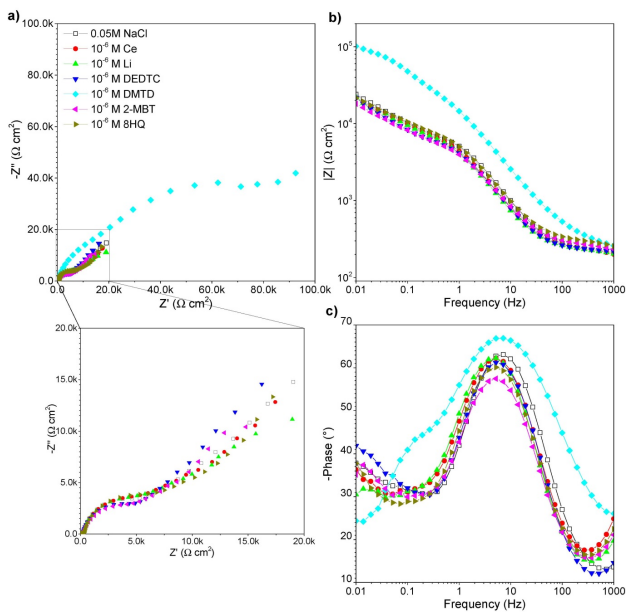 a)
100.0k
80.0k
60.0k
40.0k
20.0k
0.0
-Z'' (Ω cm²)
0.05M NaCl
10⁻⁶ M Ce
10⁻⁶ M Li
10⁻⁶ M DEDTC
10⁻⁶ M DMTD
10⁻⁶ M 2-MBT
10⁻⁶ M 8HQ
0.0 20.0k 40.0k 60.0k 80.0k 100.0k
Z' (Ω cm²)
20.0k
15.0k
10.0k
5.0k
0.0
-Z'' (Ω cm²)
0.0 5.0k 10.0k 15.0k 20.0k
Z' (Ω cm²)
b)
10⁵
10⁴
10³
10²
|Z| (Ω cm²)
0.01 0.1 1 10 100 1000
Frequency (Hz)
c)
70
60
50
40
30
20
10
-Phase (°)
0.01 0.1 1 10 100 1000
Frequency (Hz)